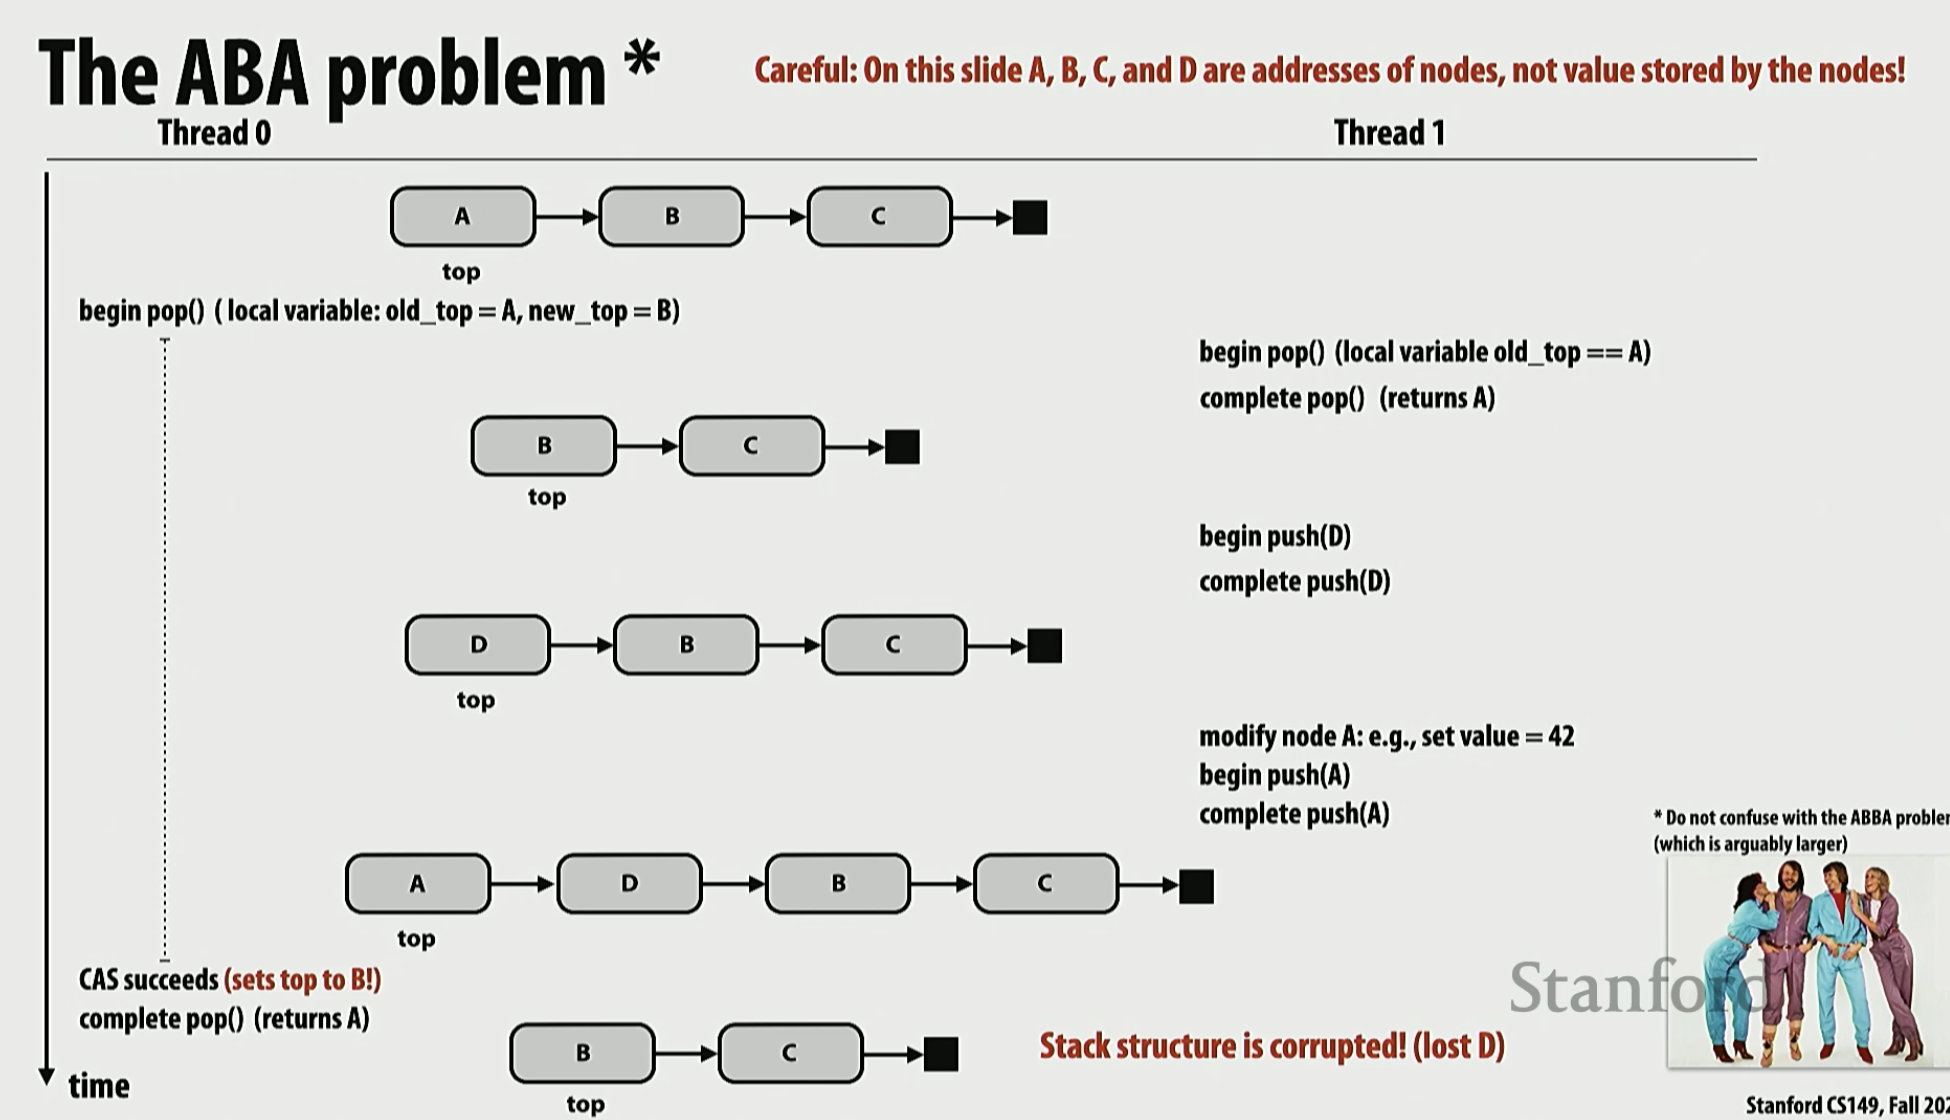 The ABA problem *
Careful: On this slide A, B, C, and D are addresses of nodes, not value stored by the nodes!
Thread 0
Thread 1
A
B
C
top
begin pop() ( local variable: old_top = A, new_top = B)
begin pop() (local variable old_top == A)
complete pop() (returns A)
B
C
top
begin push(D)
complete push(D)
D
B
C
top
modify node A: e.g., set value = 42
begin push(A)
complete push(A)
* Do not confuse with the ABBA
(which is arguably larger)
A
D
B
C
top
CAS succeeds (sets top to B!)
complete pop() (returns A)
Stanford
B
C
Stack structure is corrupted! (lost D)
top
time
Stanford CS149, Fall